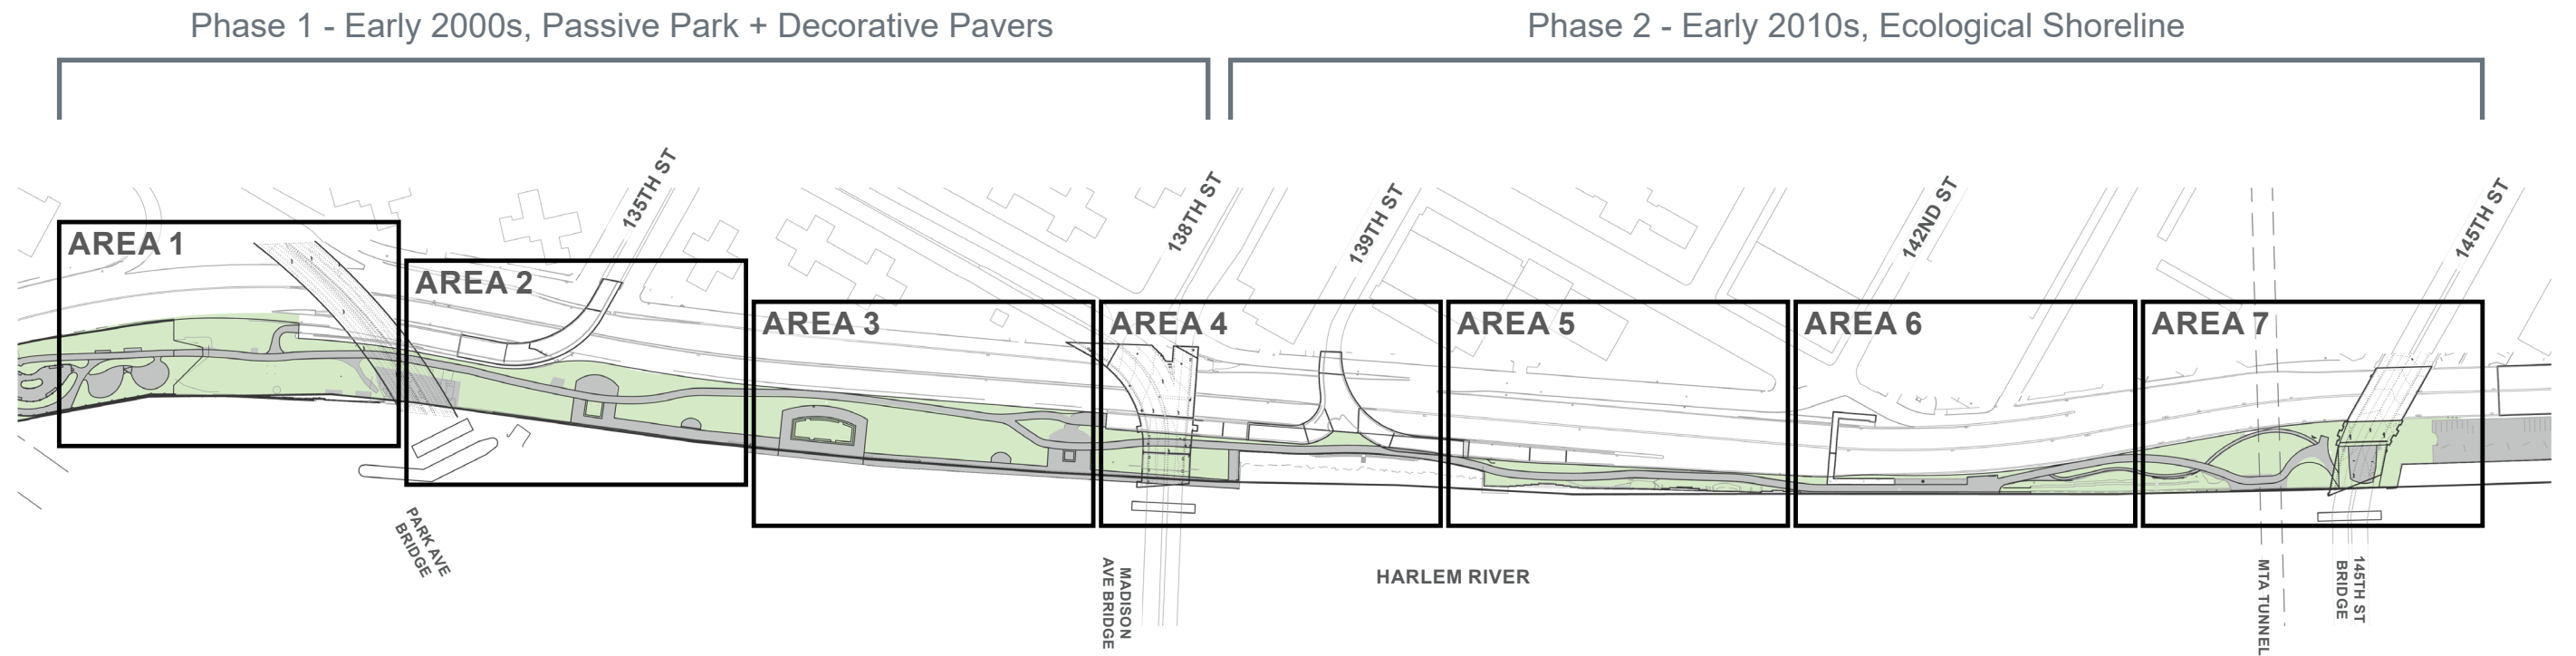 Phase 1 - Early 2000s, Passive Park + Decorative Pavers
Phase 2 - Early 2010s, Ecological Shoreline
135TH ST
138TH ST
139TH ST
142ND ST
145TH ST
AREA 1
AREA 2
AREA 3
AREA 4
AREA 5
AREA 6
AREA 7
PARK AVE
BRIDGE
MADISON
AVE BRIDGE
HARLEM RIVER
MTA TUNNEL
145TH ST
BRIDGE